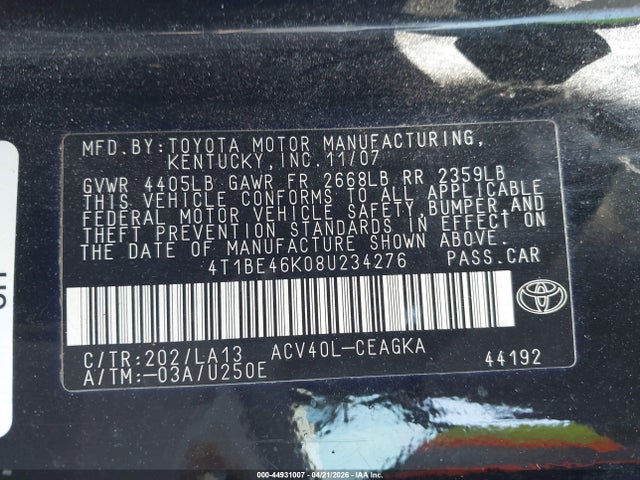 MFD.BY:TOYOTA MOTOR MANUFACTURING,
KENTUCKY, INC. 11/07
GVWR 4405LB GAWR FR 2668LB RR 2359LB
THIS VEHICLE CONFORMS TO ALL APPLICABLE
FEDERAL MOTOR VEHICLE SAFETY, BUMPER, AND
THEFT PREVENTION STANDARDS IN EFFECT ON
THE DATE OF MANUFACTURE SHOWN ABOVE.
4T1BE46K08U234276 PASS.CAR
C/TR:202/LA13 ACV40L-CEAGKA
A/TM:-03A/U250E 44192
000-44931007 - 04/21/2026 - IAA